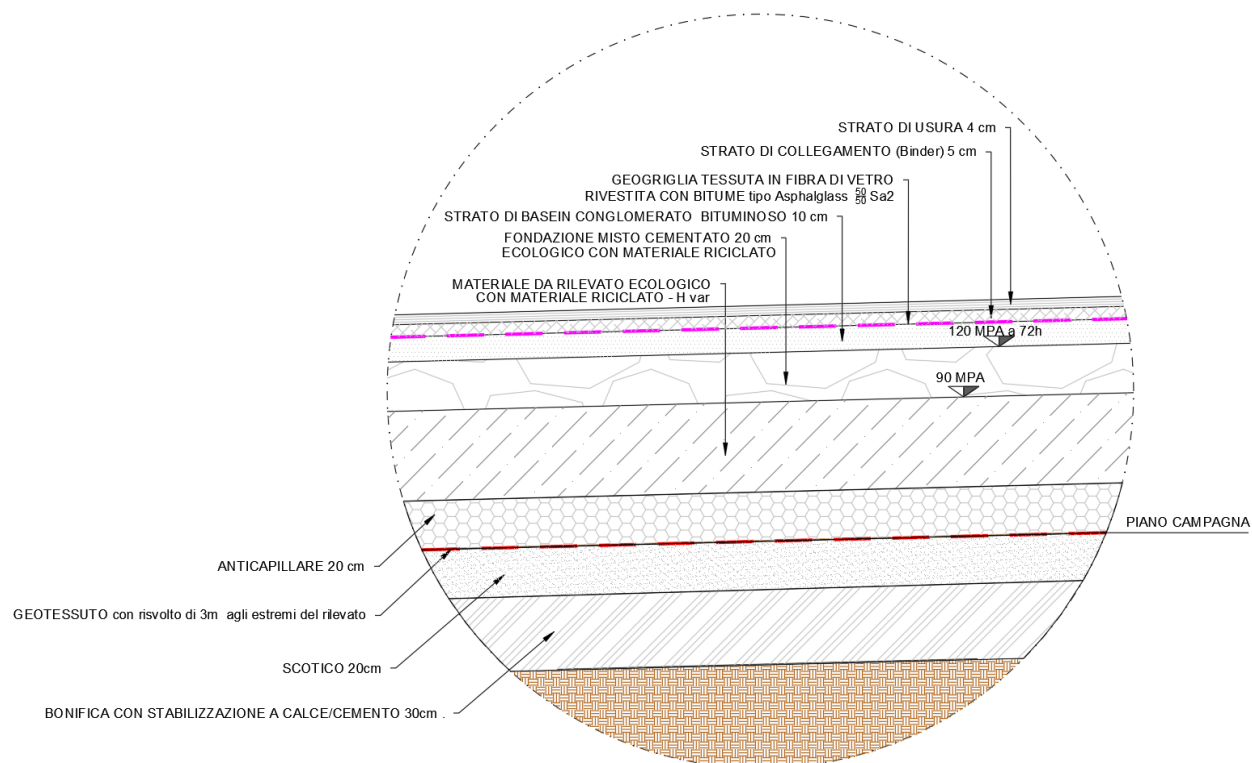 STRATO DI USURA 4 cm
STRATO DI COLLEGAMENTO (Binder) 5 cm
GEOGRIGLIA TESSUTA IN FIBRA DI VETRO
RIVESTITA CON BITUME tipo Asphalglass 50/50 Sa2
STRATO DI BASEIN CONGLOMERATO BITUMINOSO 10 cm
FONDAZIONE MISTO CEMENTATO 20 cm
ECOLOGICO CON MATERIALE RICICLATO
MATERIALE DA RILEVATO ECOLOGICO
CON MATERIALE RICICLATO - H var
120 MPA a 72h
90 MPA
PIANO CAMPAGNA
ANTICAPILLARE 20 cm
GEOTESSUTO con risvolto di 3m agli estremi del rilevato
SCOTICO 20cm
BONIFICA CON STABILIZZAZIONE A CALCE/CEMENTO 30cm .